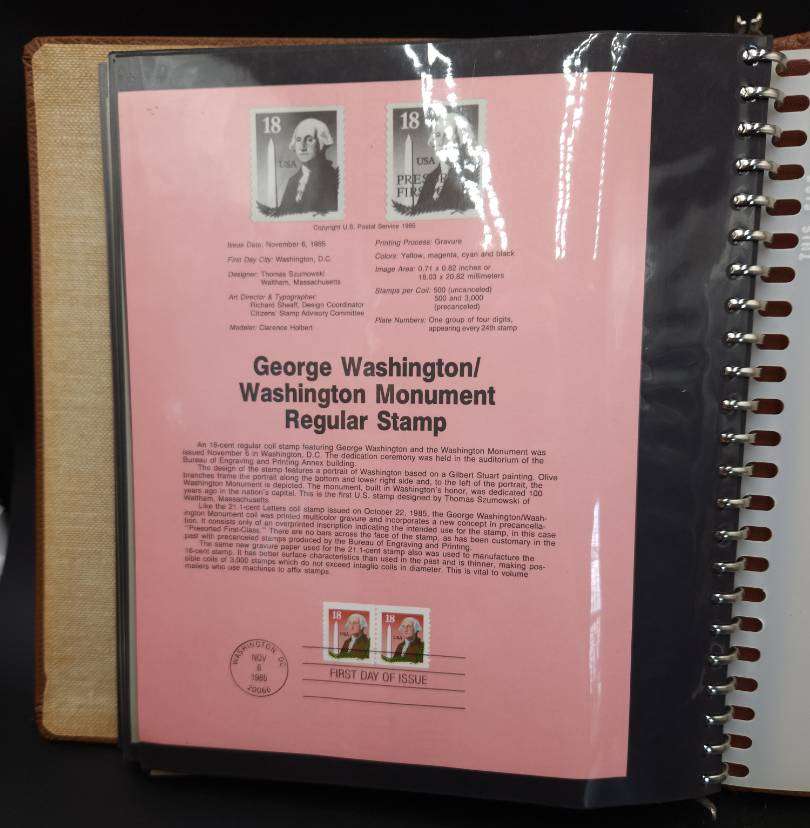 18
USA
18
USA
PRES
FIRS
Copyright U.S. Postal Service 1985
Issue Date: November 6, 1985
First Day City: Washington, D.C.
Designer: Thomas Szumowski
Waltham, Massachusetts
Art Director & Typographer:
Richard Sheaff, Design Coordinator
Citizens' Stamp Advisory Committee
Modeler: Clarence Holbert
Printing Process: Gravure
Colors: Yellow, magenta, cyan and black
Image Area: 0.71 x 0.82 inches or
18.03 x 20.82 millimeters
Stamps per Coil: 500 (uncanceled)
500 and 3,000
(precanceled)
Plate Numbers: One group of four digits,
appearing every 24th stamp
George Washington/
Washington Monument
Regular Stamp
An 18-cent regular coil stamp featuring George Washington and the Washington Monument was
issued November 6 in Washington, D.C. The dedication ceremony was held in the auditorium of the
Bureau of Engraving and Printing Annex building.
The design of the stamp features a portrait of Washington based on a Gilbert Stuart painting. Olive
branches frame the portrait along the bottom and lower right side and, to the left of the portrait, the
Washington Monument is depicted. The monument, built in Washington's honor, was dedicated 100
years ago in the nation's capital. This is the first U.S. stamp designed by Thomas Szumowski of
Waltham, Massachusetts.
Like the 21.1-cent Letters coil stamp issued on October 22, 1985, the George Washington/Wash-
ington Monument coil was printed multicolor gravure and incorporates a new concept in precancella-
tion. It consists only of an overprinted inscription indicating the intended use for the stamp, in this case
"Presorted First-Class." There are no bars across the face of the stamp, as has been customary in the
past with precanceled stamps produced by the Bureau of Engraving and Printing.
The same new gravure paper used for the 21.1-cent stamp also was used to manufacture the
18-cent stamp. It has better surface characteristics than used in the past and is thinner, making pos-
sible coils of 3,000 stamps which do not exceed intaglio coils in diameter. This is vital to volume
mailers who use machines to affix stamps.
18
USA
18
USA
WASHINGTON, DC
NOV
6
1985
20066
FIRST DAY OF ISSUE